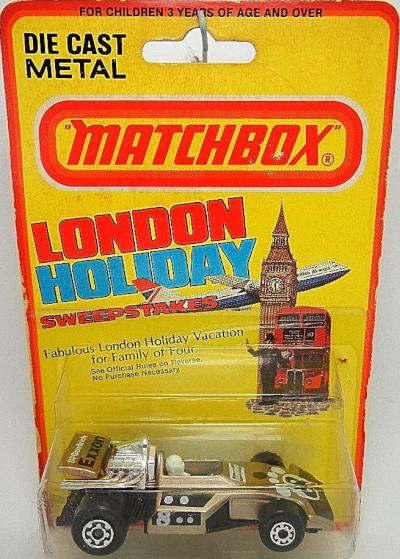 FOR CHILDREN 3 YEARS OF AGE AND OVER
DIE CAST
METAL
"MATCHBOX"®
LONDON
HOLIDAY
SWEEPSTAKES
British Airways
Fabulous London Holiday Vacation
for Family of Four
See Official Rules on Reverse.
No Purchase Necessary.
EXXON
8